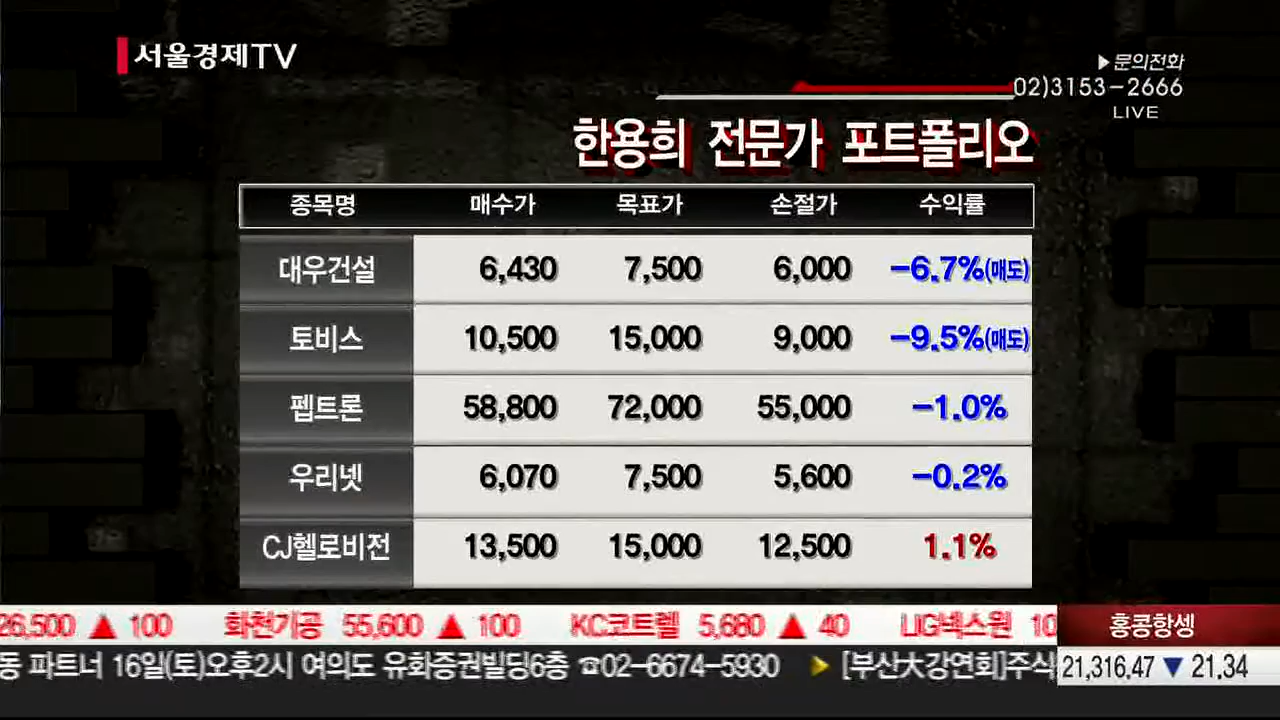 서울경제TV
▶문의전화
02)3153-2666
LIVE
한용희 전문가 포트폴리오
종목명 매수가 목표가 손절가 수익률
대우건설 6,430 7,500 6,000 -6.7%(매도)
토비스 10,500 15,000 9,000 -9.5%(매도)
펩트론 58,800 72,000 55,000 -1.0%
우리넷 6,070 7,500 5,600 -0.2%
CJ헬로비전 13,500 15,000 12,500 1.1%
26,500 ▲ 100 화천기공 55,600 ▲ 100 KC코트렐 5,680 ▲ 40 LIG넥스원 10
홍콩항셍
동 파트너 16일(토)오후2시 여의도 유화증권빌딩6층 ☎02-6674-5930 ▶ [부산大강연회]주식
21,316.47 ▼ 21.34